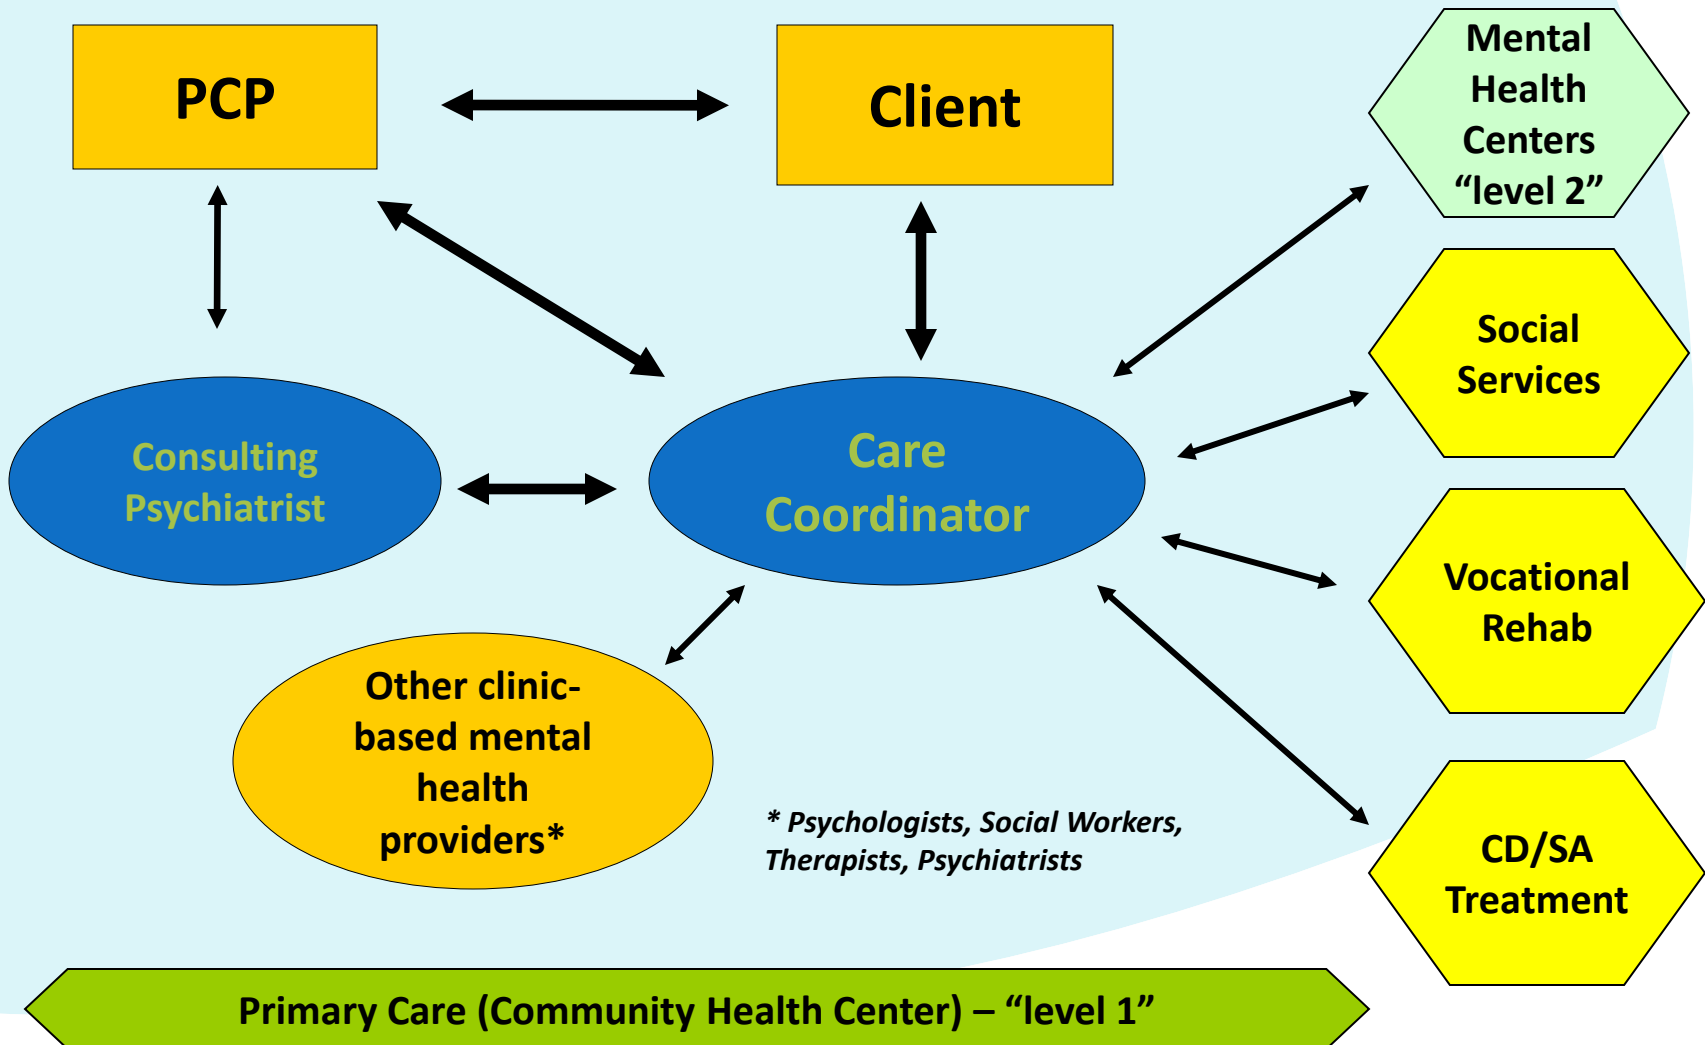 PCP
Client
Mental
Health
Centers
“level 2”
Social
Services
Consulting
Psychiatrist
Care
Coordinator
Vocational
Rehab
Other clinic-
based mental
health
providers*
* Psychologists, Social Workers,
Therapists, Psychiatrists
CD/SA
Treatment
Primary Care (Community Health Center) – “level 1”